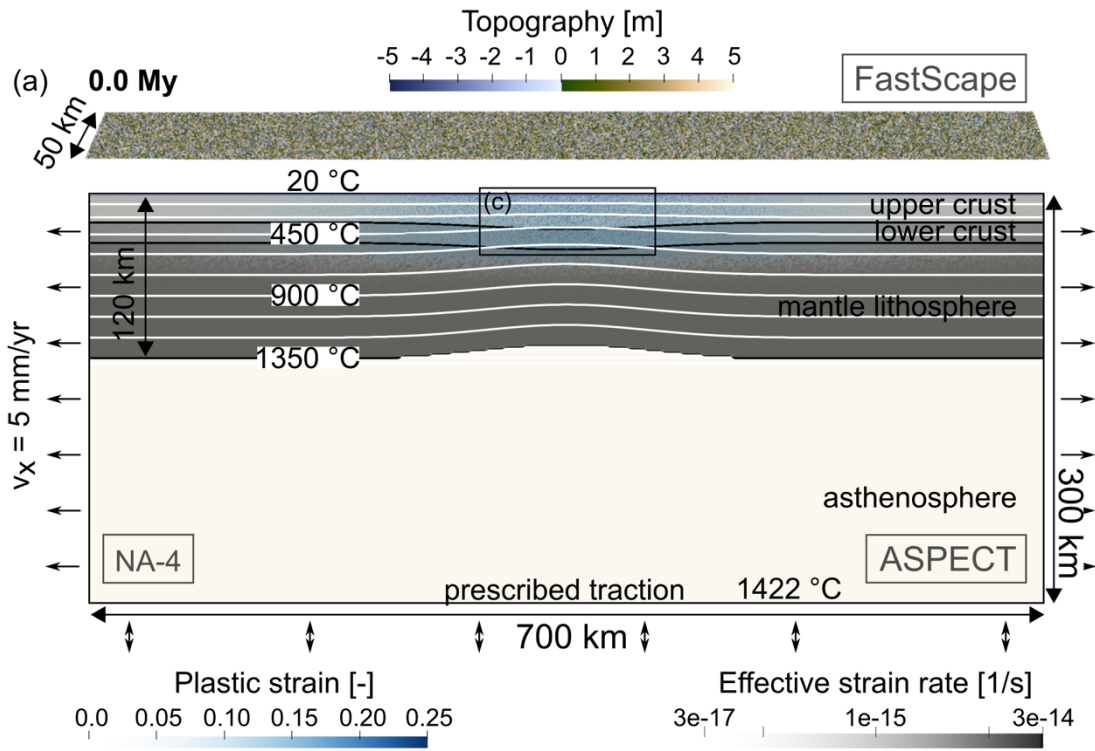 Topography [m]
-5 -4 -3 -2 -1 0 1 2 3 4 5
(a) 0.0 My
FastScape
50 km
20 °C
(c)
upper crust
450 °C
lower crust
120 km
900 °C
mantle lithosphere
1350 °C
vx = 5 mm/yr
asthenosphere
300 km
NA-4
ASPECT
prescribed traction
1422 °C
700 km
Plastic strain [-]
0.0 0.05 0.10 0.15 0.20 0.25
Effective strain rate [1/s]
3e-17 1e-15 3e-14